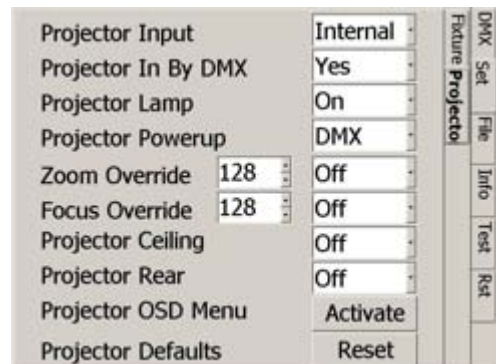 Projector Input Internal
Projector In By DMX Yes
Projector Lamp On
Projector Powerup DMX
Zoom Override 128 Off
Focus Override 128 Off
Projector Ceiling Off
Projector Rear Off
Projector OSD Menu Activate
Projector Defaults Reset
Fixture Projecto
DMX Set File Info Test Rst